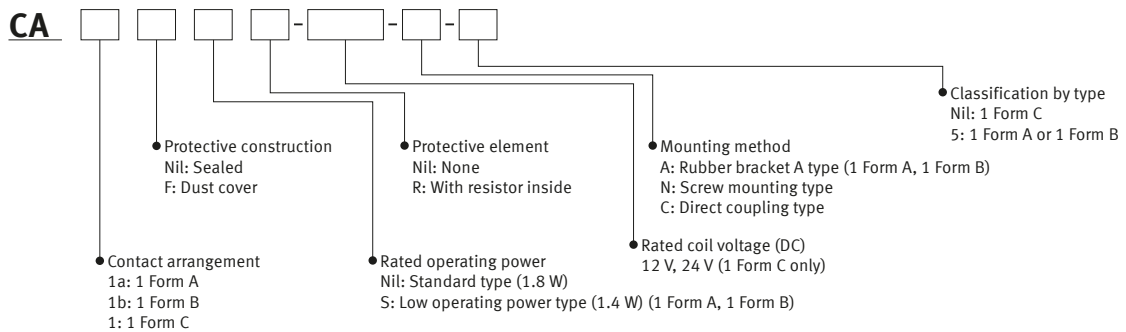 CA - - -
Classification by type
Nil: 1 Form C
5: 1 Form A or 1 Form B
Protective construction
Nil: Sealed
F: Dust cover
Protective element
Nil: None
R: With resistor inside
Mounting method
A: Rubber bracket A type (1 Form A, 1 Form B)
N: Screw mounting type
C: Direct coupling type
Rated coil voltage (DC)
12 V, 24 V (1 Form C only)
Contact arrangement
1a: 1 Form A
1b: 1 Form B
1: 1 Form C
Rated operating power
Nil: Standard type (1.8 W)
S: Low operating power type (1.4 W) (1 Form A, 1 Form B)